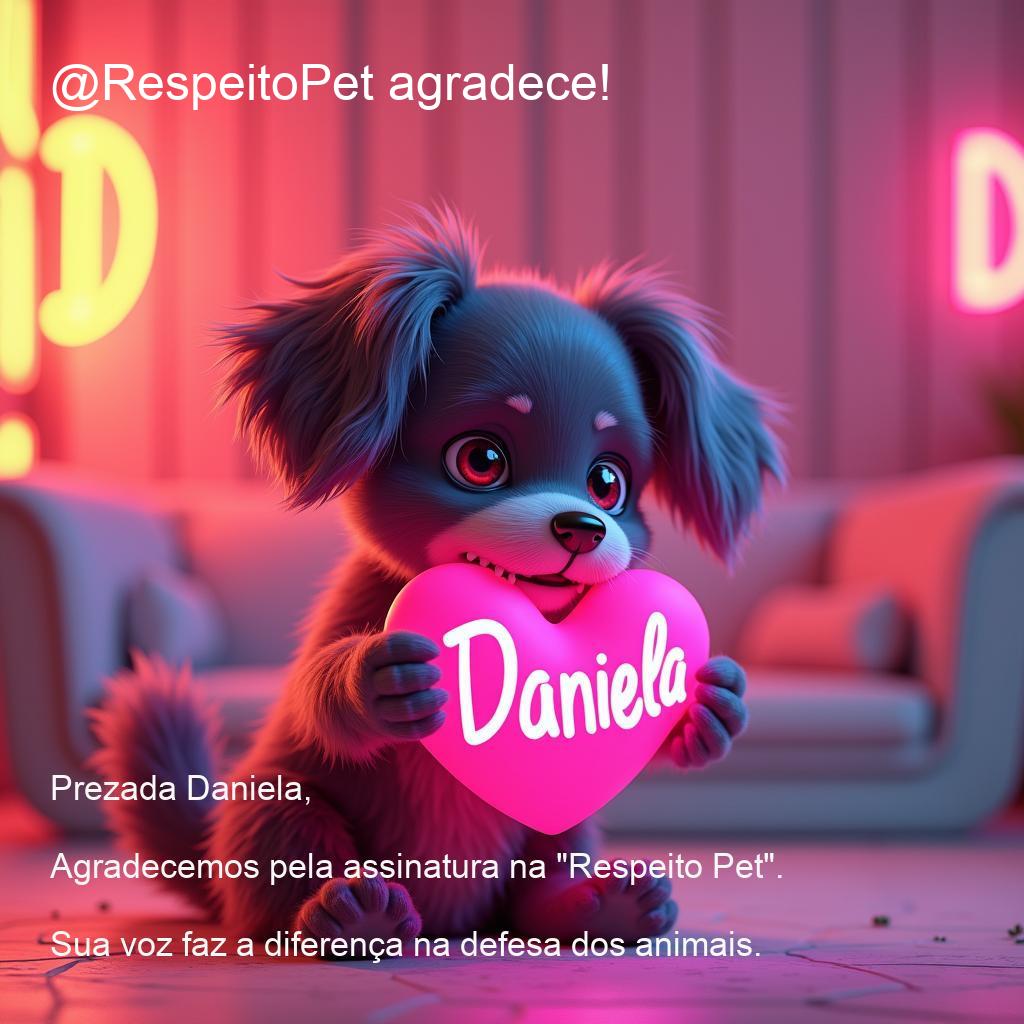 @RespeitoPet agradece!
D
D
Daniela
Prezada Daniela,
Agradecemos pela assinatura na "Respeito Pet".
Sua voz faz a diferença na defesa dos animais.